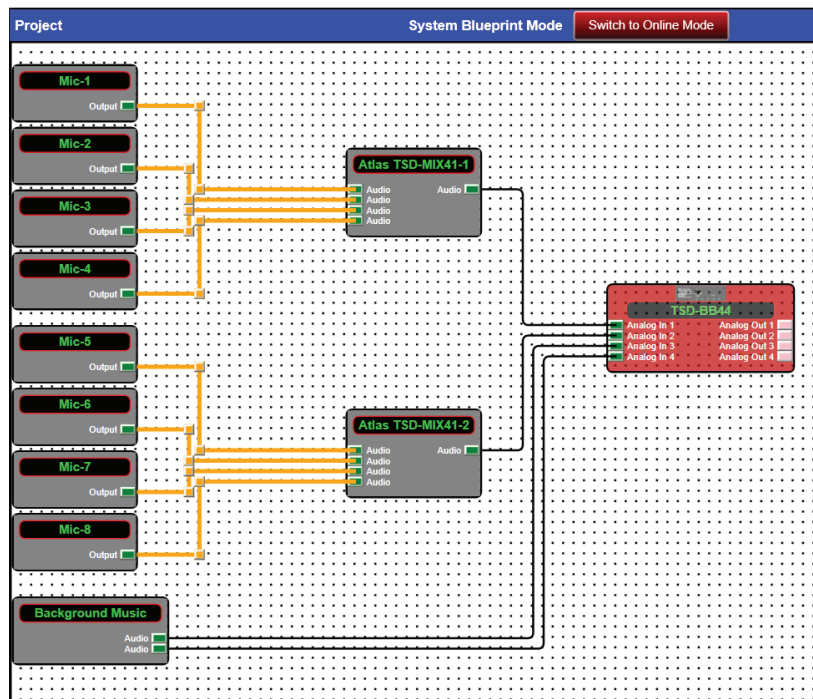 Project
System Blueprint Mode
Switch to Online Mode
Mic-1
Output
Mic-2
Output
Mic-3
Output
Mic-4
Output
Atlas TSD-MIX41-1
Audio Audio
Audio
Audio
Audio
TSD-BB44
Analog In 1 Analog Out 1
Analog In 2 Analog Out 2
Analog In 3 Analog Out 3
Analog In 4 Analog Out 4
Mic-5
Output
Mic-6
Output
Mic-7
Output
Mic-8
Output
Atlas TSD-MIX41-2
Audio Audio
Audio
Audio
Audio
Background Music
Audio
Audio